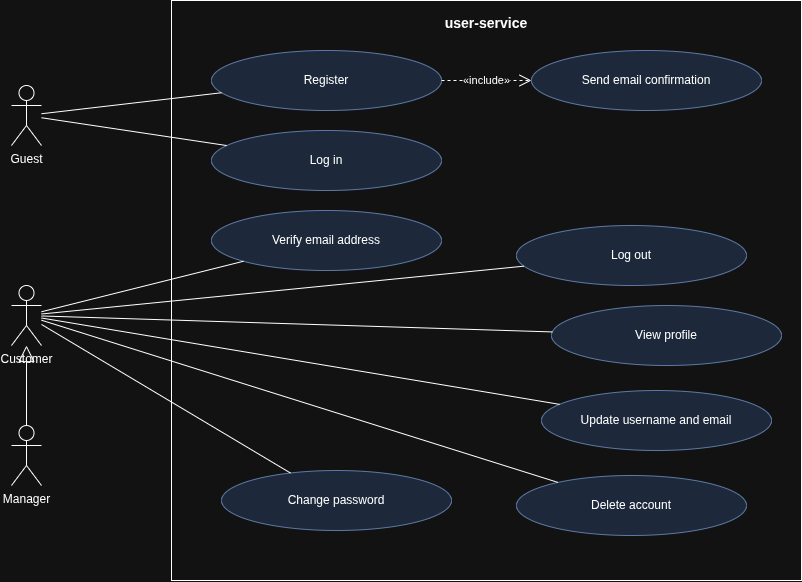 user-service
Register
«include»
Send email confirmation
Guest
Log in
Verify email address
Log out
Customer
View profile
Update username and email
Manager
Change password
Delete account